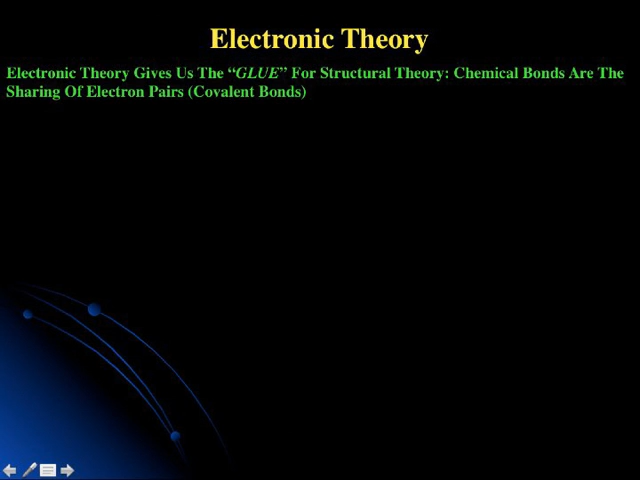 Electronic Theory
Electronic Theory Gives Us The “GLUE” For Structural Theory: Chemical Bonds Are The
Sharing Of Electron Pairs (Covalent Bonds)